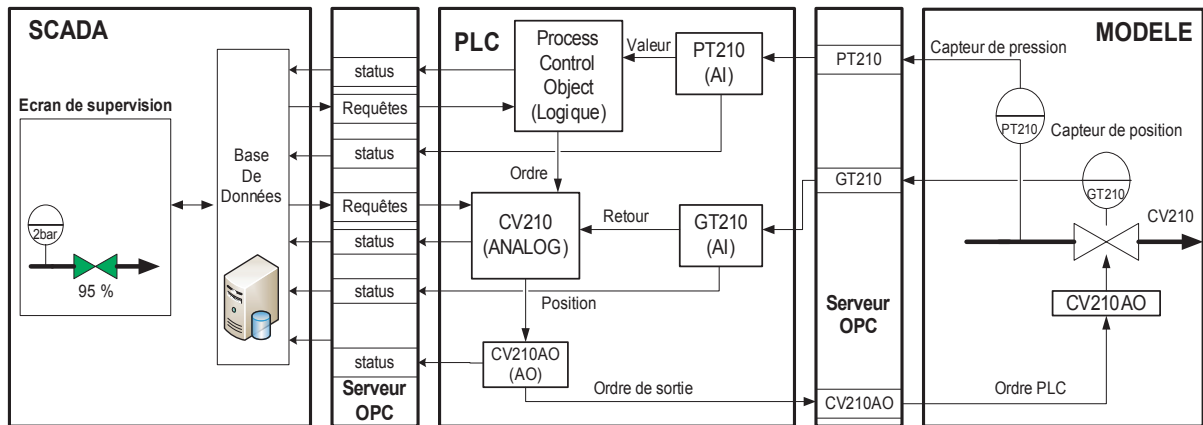 SCADA
Ecran de supervision
2bar
95 %
Base
De
Données
status
Requêtes
status
Requêtes
status
status
status
Serveur
OPC
PLC
Process
Control
Object
(Logique)
Valeur
PT210
(AI)
Ordre
CV210
(ANALOG)
Retour
GT210
(AI)
Position
CV210AO
(AO)
Ordre de sortie
PT210
GT210
Serveur
OPC
CV210AO
MODELE
Capteur de pression
PT210
Capteur de position
GT210
CV210
CV210AO
Ordre PLC